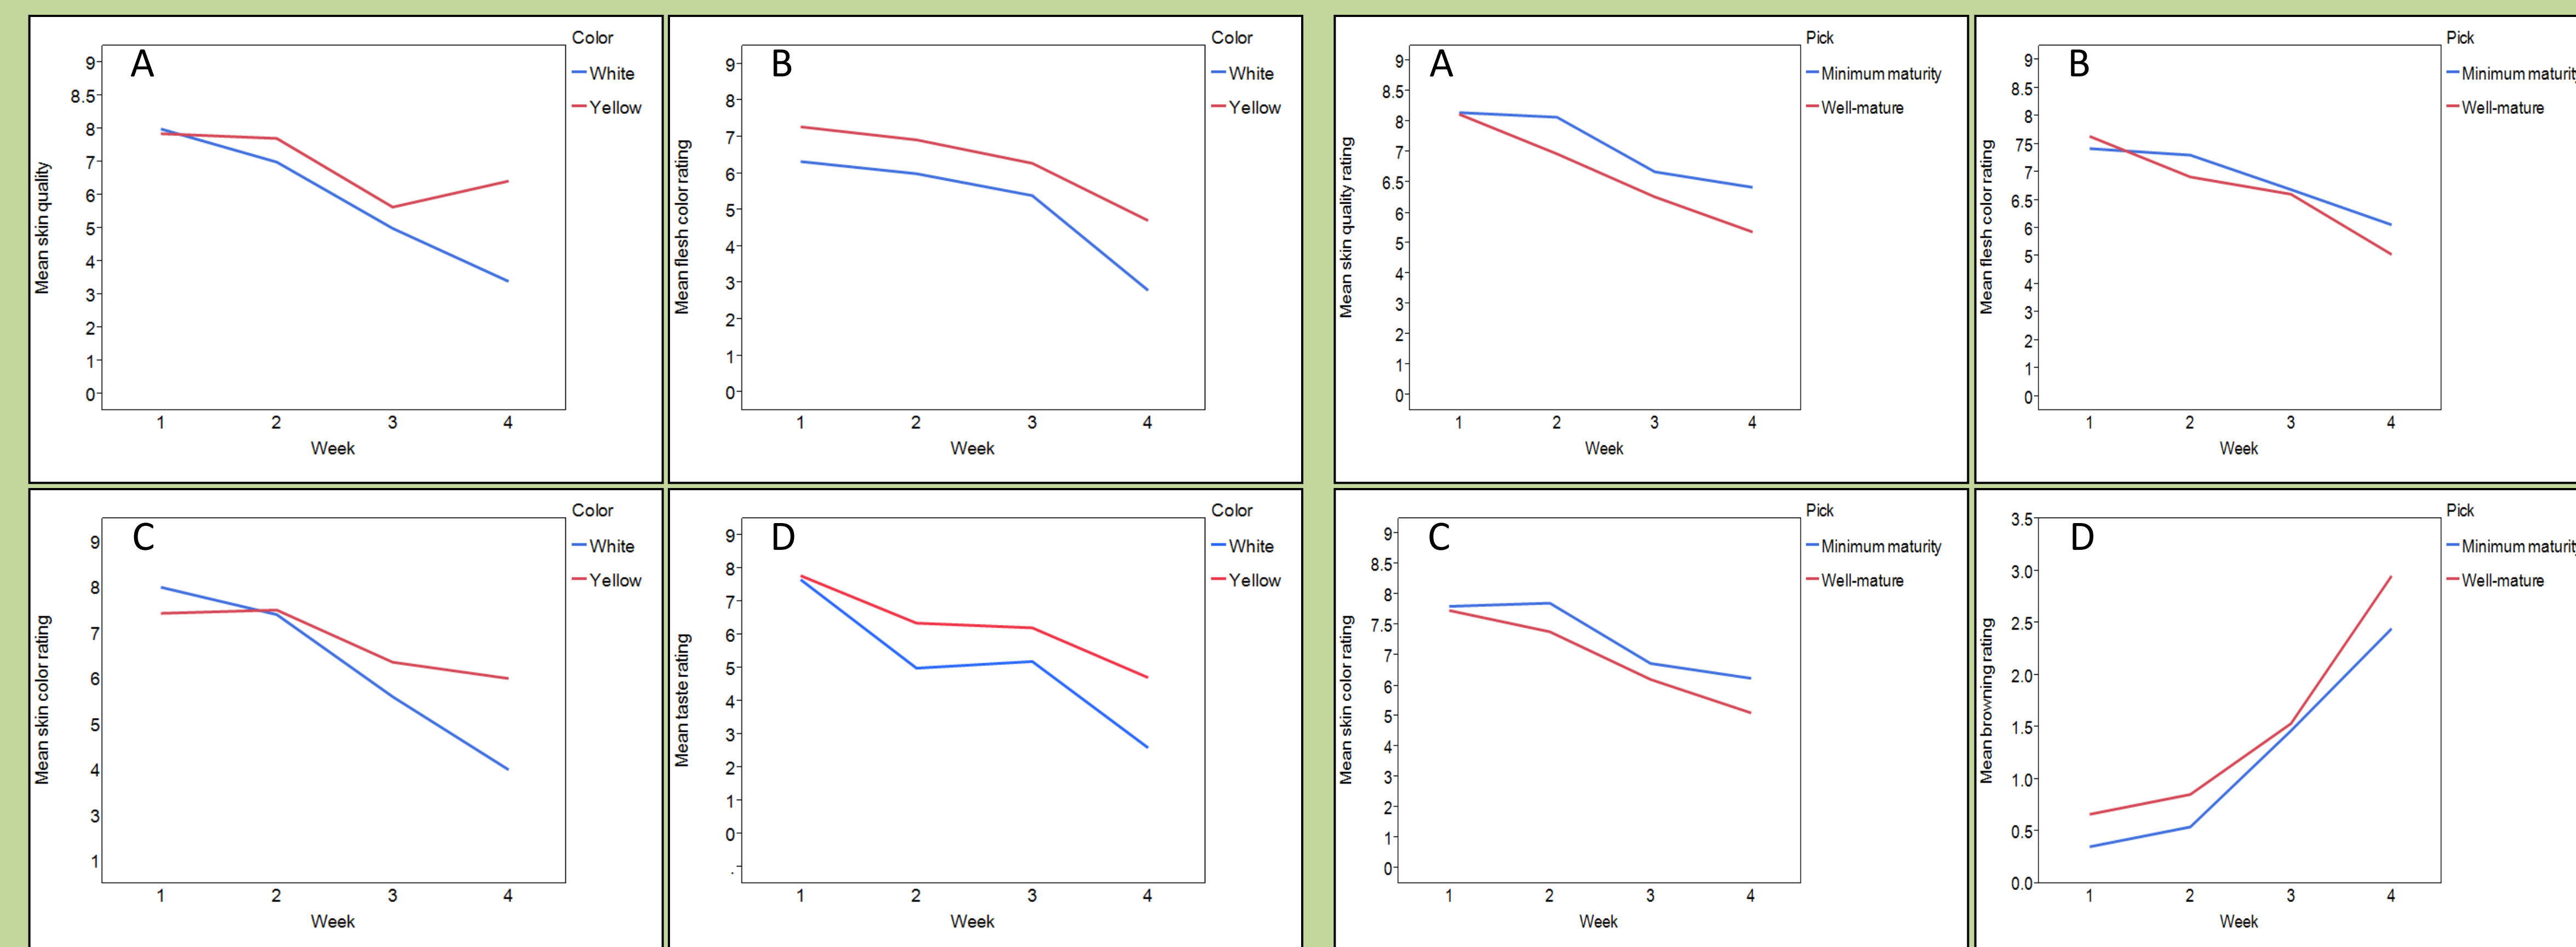 A
Color
White
Yellow
Mean skin quality
9
8.5
8
7
6
5
4
3
2
1
0
1 2 3 4
Week
B
Color
White
Yellow
Mean flesh color rating
9
8
7
6
5
4
3
2
1
0
1 2 3 4
Week
A
Pick
Minimum maturity
Well-mature
Mean skin quality rating
9
8.5
8
7
6.5
6
5
4
3
2
1
0
1 2 3 4
Week
B
Pick
Minimum maturity
Well-mature
Mean flesh color rating
9
8.5
8
75
7
6.5
6
5
4
3
2
1
0
1 2 3 4
Week
C
Color
White
Yellow
Mean skin color rating
9
8
7
6
5
4
3
1
1 2 3 4
Week
D
Color
White
Yellow
Mean taste rating
9
8
7
6
5
4
3
2
1
0
1 2 3 4
Week
C
Pick
Minimum maturity
Well-mature
Mean skin color rating
9
8.5
8
7.5
7
6
5
4
3
2
1
0
1 2 3 4
Week
D
Pick
Minimum maturity
Well-mature
Mean browning rating
3.5
3.0
2.5
2.0
1.5
1.0
0.5
0.0
1 2 3 4
Week